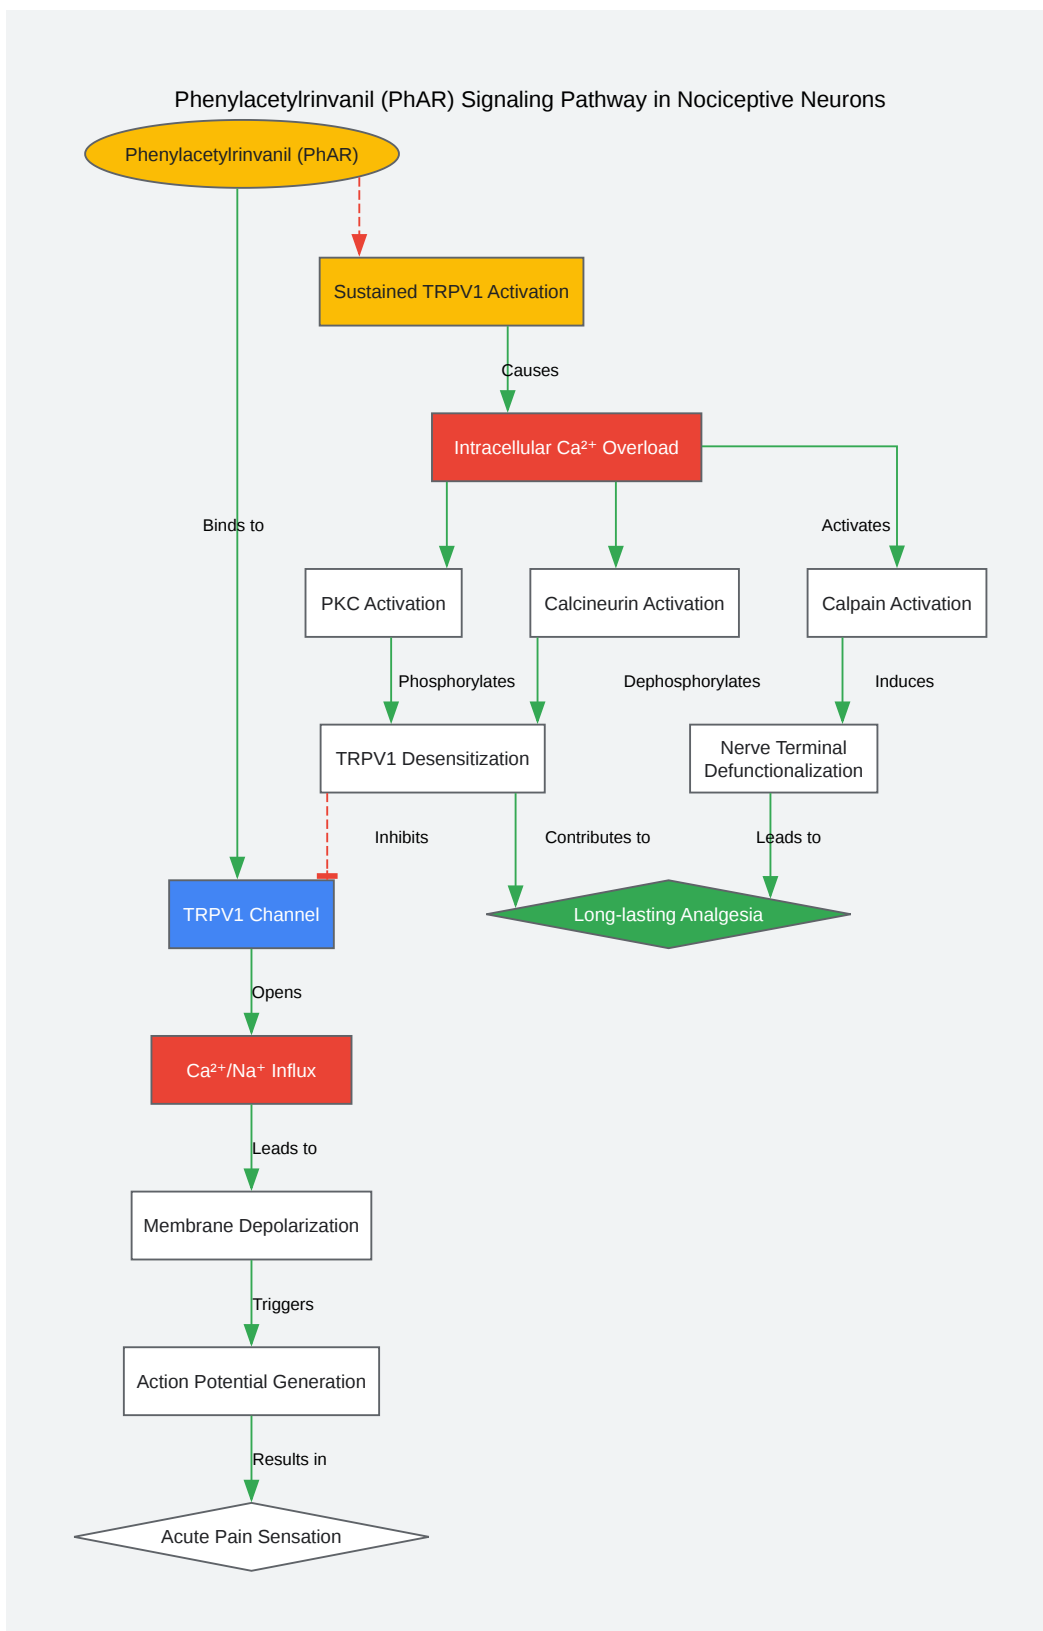 Phenylacetylrinvanil (PhAR) Signaling Pathway in Nociceptive Neurons
Phenylacetylrinvanil (PhAR)
Sustained TRPV1 Activation
Causes
Intracellular Ca²⁺ Overload
Binds to
Activates
PKC Activation
Calcineurin Activation
Calpain Activation
Phosphorylates
Dephosphorylates
Induces
TRPV1 Desensitization
Nerve Terminal
Defunctionalization
Inhibits
Contributes to
Leads to
TRPV1 Channel
Long-lasting Analgesia
Opens
Ca²⁺/Na⁺ Influx
Leads to
Membrane Depolarization
Triggers
Action Potential Generation
Results in
Acute Pain Sensation